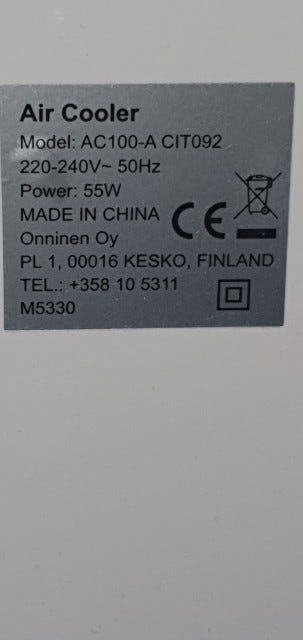 Air Cooler
Model: AC100-A CIT092
220-240V~ 50Hz
Power: 55W
MADE IN CHINA
Onninen Oy
PL 1, 00016 KESKO, FINLAND
TEL.: +358 10 5311
M5330
CE